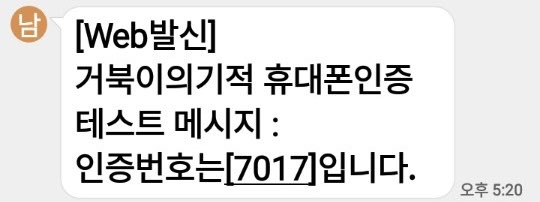 남
[Web발신]
거북이의기적 휴대폰인증
테스트 메시지 :
인증번호는[7017]입니다.
오후 5:20